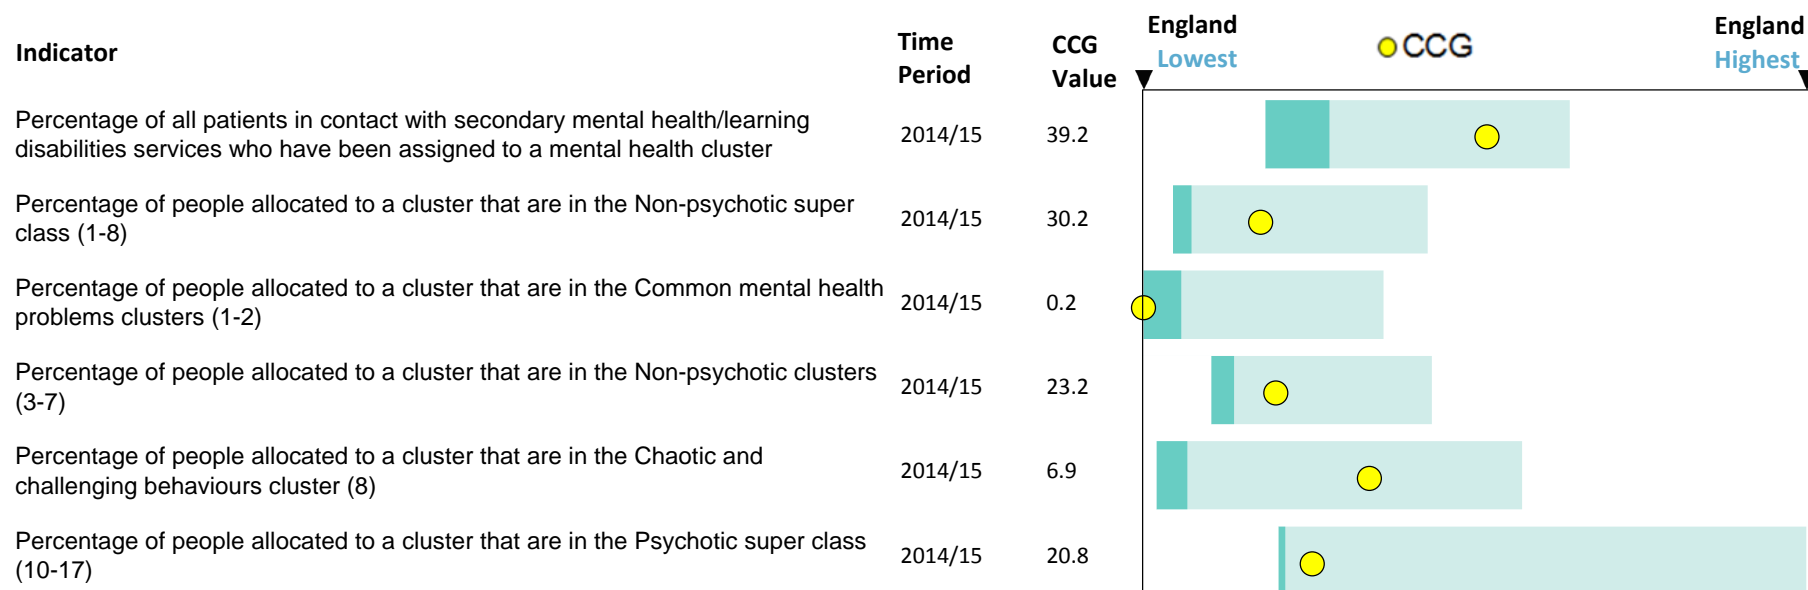 Indicator
Time Period
CCG Value
England Lowest
CCG
England Highest
Percentage of all patients in contact with secondary mental health/learning
disabilities services who have been assigned to a mental health cluster
2014/15
39.2
Percentage of people allocated to a cluster that are in the Non-psychotic super
class (1-8)
2014/15
30.2
Percentage of people allocated to a cluster that are in the Common mental health
problems clusters (1-2)
2014/15
0.2
Percentage of people allocated to a cluster that are in the Non-psychotic clusters
(3-7)
2014/15
23.2
Percentage of people allocated to a cluster that are in the Chaotic and
challenging behaviours cluster (8)
2014/15
6.9
Percentage of people allocated to a cluster that are in the Psychotic super class
(10-17)
2014/15
20.8